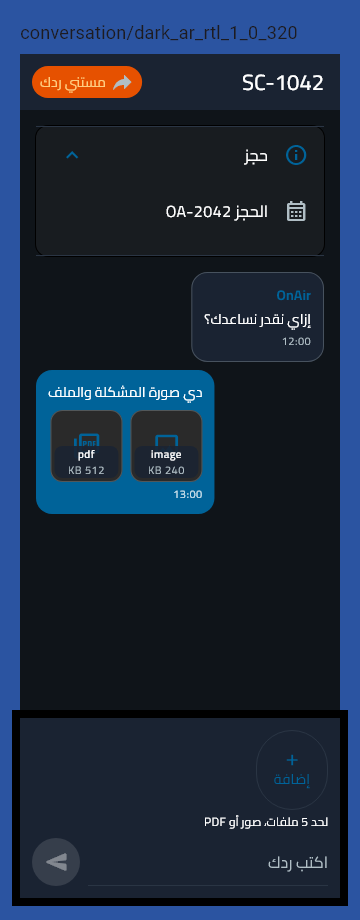 conversation/dark_ar_rtl_1_0_320
SC-1042
مستني ردك
حجز
الحجز OA-2042
OnAir
إزاي نقدر نساعدك؟
12:00
دي صورة المشكلة والملف
image
240 KB
PDF
pdf
512 KB
13:00
+
إضافة
لحد 5 ملفات، صور أو PDF
اكتب ردك